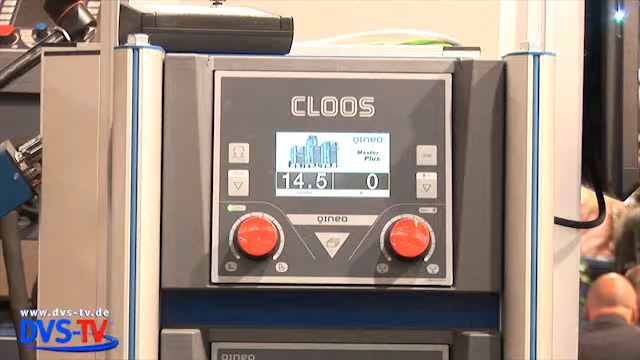 CLOOS
qineo
Master
Plus
14.5 0
qineo
qineo
www.dvs-tv.de
DVS-TV